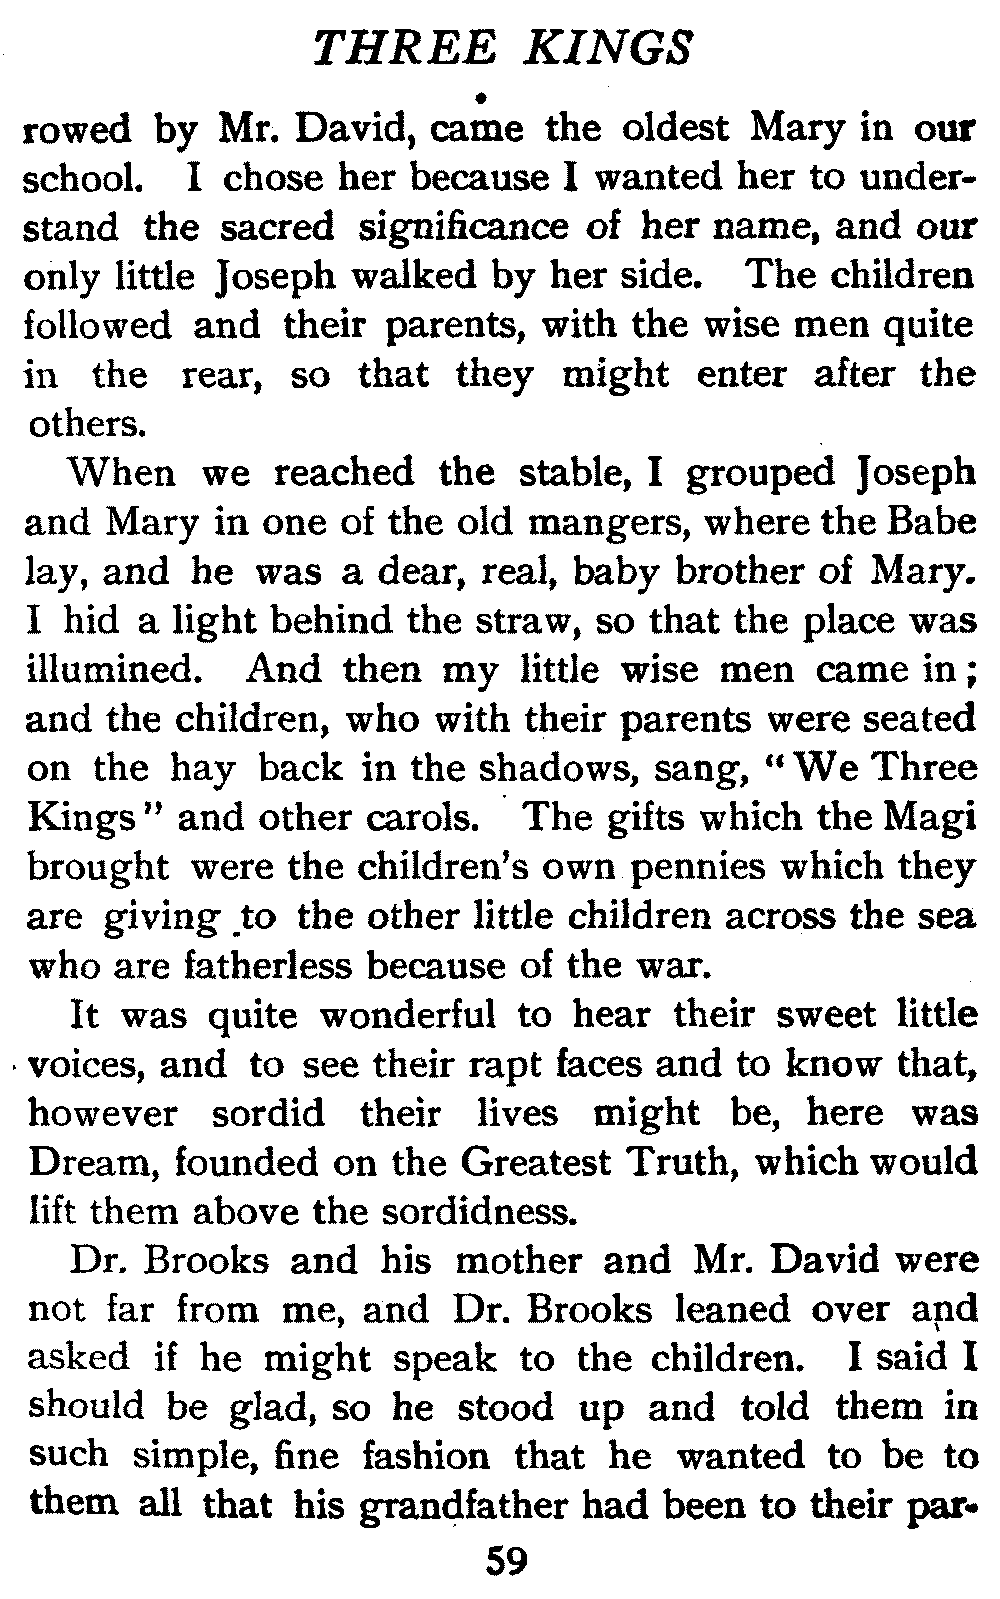 THREE KINGS
rowed by Mr. David, came the oldest Mary in our
school. I chose her because I wanted her to under-
stand the sacred significance of her name, and our
only little Joseph walked by her side. The children
followed and their parents, with the wise men quite
in the rear, so that they might enter after the
others.
When we reached the stable, I grouped Joseph
and Mary in one of the old mangers, where the Babe
lay, and he was a dear, real, baby brother of Mary.
I hid a light behind the straw, so that the place was
illumined. And then my little wise men came in;
and the children, who with their parents were seated
on the hay back in the shadows, sang, "We Three
Kings" and other carols. The gifts which the Magi
brought were the children's own pennies which they
are giving to the other little children across the sea
who are fatherless because of the war.
It was quite wonderful to hear their sweet little
voices, and to see their rapt faces and to know that,
however sordid their lives might be, here was
Dream, founded on the Greatest Truth, which would
lift them above the sordidness.
Dr. Brooks and his mother and Mr. David were
not far from me, and Dr. Brooks leaned over and
asked if he might speak to the children. I said I
should be glad, so he stood up and told them in
such simple, fine fashion that he wanted to be to
them all that his grandfather had been to their par-
59